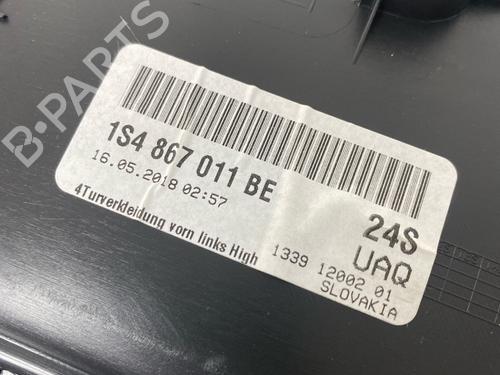 B-PARTS
1S4 867 011 BE
16.05.2018 02:57
24S
UAQ
4Turverkleidung vorn links High
1339 12002 01
SLOVAKIA